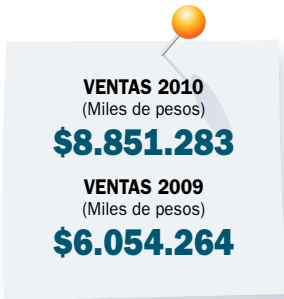 VENTAS 2010
(Miles de pesos)
$8.851.283
VENTAS 2009
(Miles de pesos)
$6.054.264